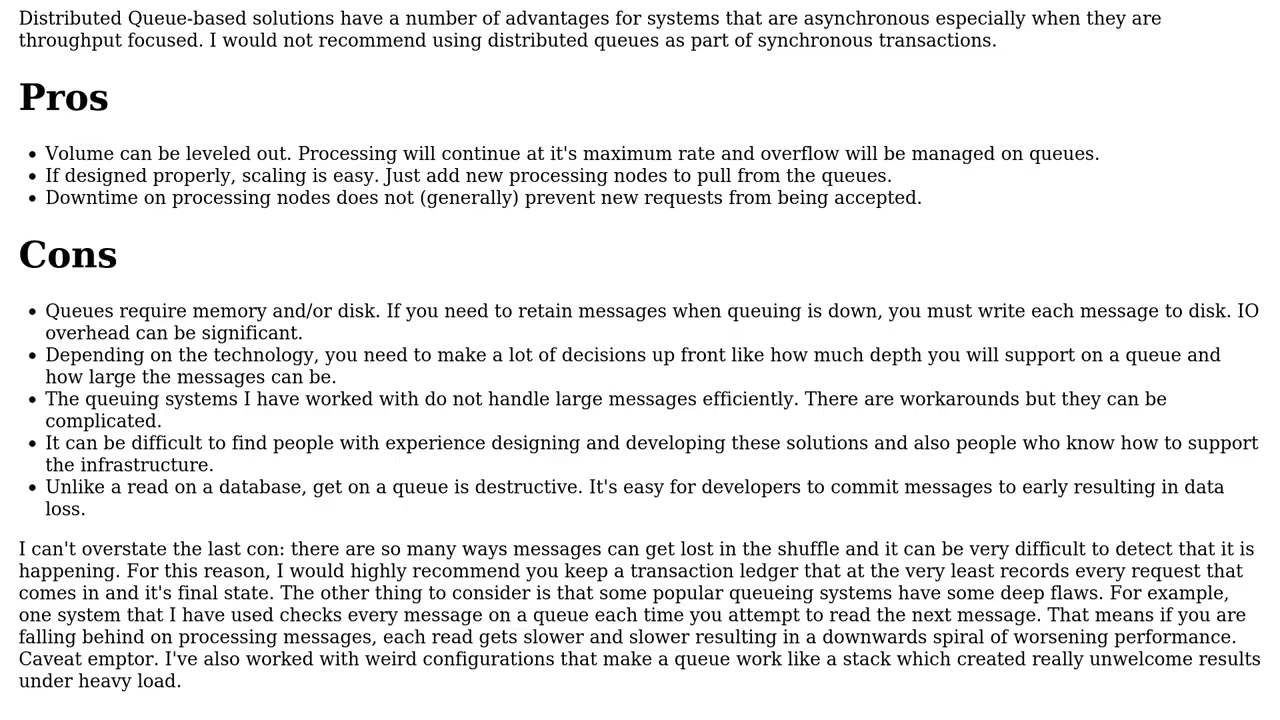 Distributed Queue-based solutions have a number of advantages for systems that are asynchronous especially when they are
throughput focused. I would not recommend using distributed queues as part of synchronous transactions.
Pros
• Volume can be leveled out. Processing will continue at it's maximum rate and overflow will be managed on queues.
• If designed properly, scaling is easy. Just add new processing nodes to pull from the queues.
• Downtime on processing nodes does not (generally) prevent new requests from being accepted.
Cons
• Queues require memory and/or disk. If you need to retain messages when queuing is down, you must write each message to disk. IO
overhead can be significant.
• Depending on the technology, you need to make a lot of decisions up front like how much depth you will support on a queue and
how large the messages can be.
• The queuing systems I have worked with do not handle large messages efficiently. There are workarounds but they can be
complicated.
• It can be difficult to find people with experience designing and developing these solutions and also people who know how to support
the infrastructure.
• Unlike a read on a database, get on a queue is destructive. It's easy for developers to commit messages to early resulting in data
loss.
I can't overstate the last con: there are so many ways messages can get lost in the shuffle and it can be very difficult to detect that it is
happening. For this reason, I would highly recommend you keep a transaction ledger that at the very least records every request that
comes in and it's final state. The other thing to consider is that some popular queueing systems have some deep flaws. For example,
one system that I have used checks every message on a queue each time you attempt to read the next message. That means if you are
falling behind on processing messages, each read gets slower and slower resulting in a downwards spiral of worsening performance.
Caveat emptor. I've also worked with weird configurations that make a queue work like a stack which created really unwelcome results
under heavy load.